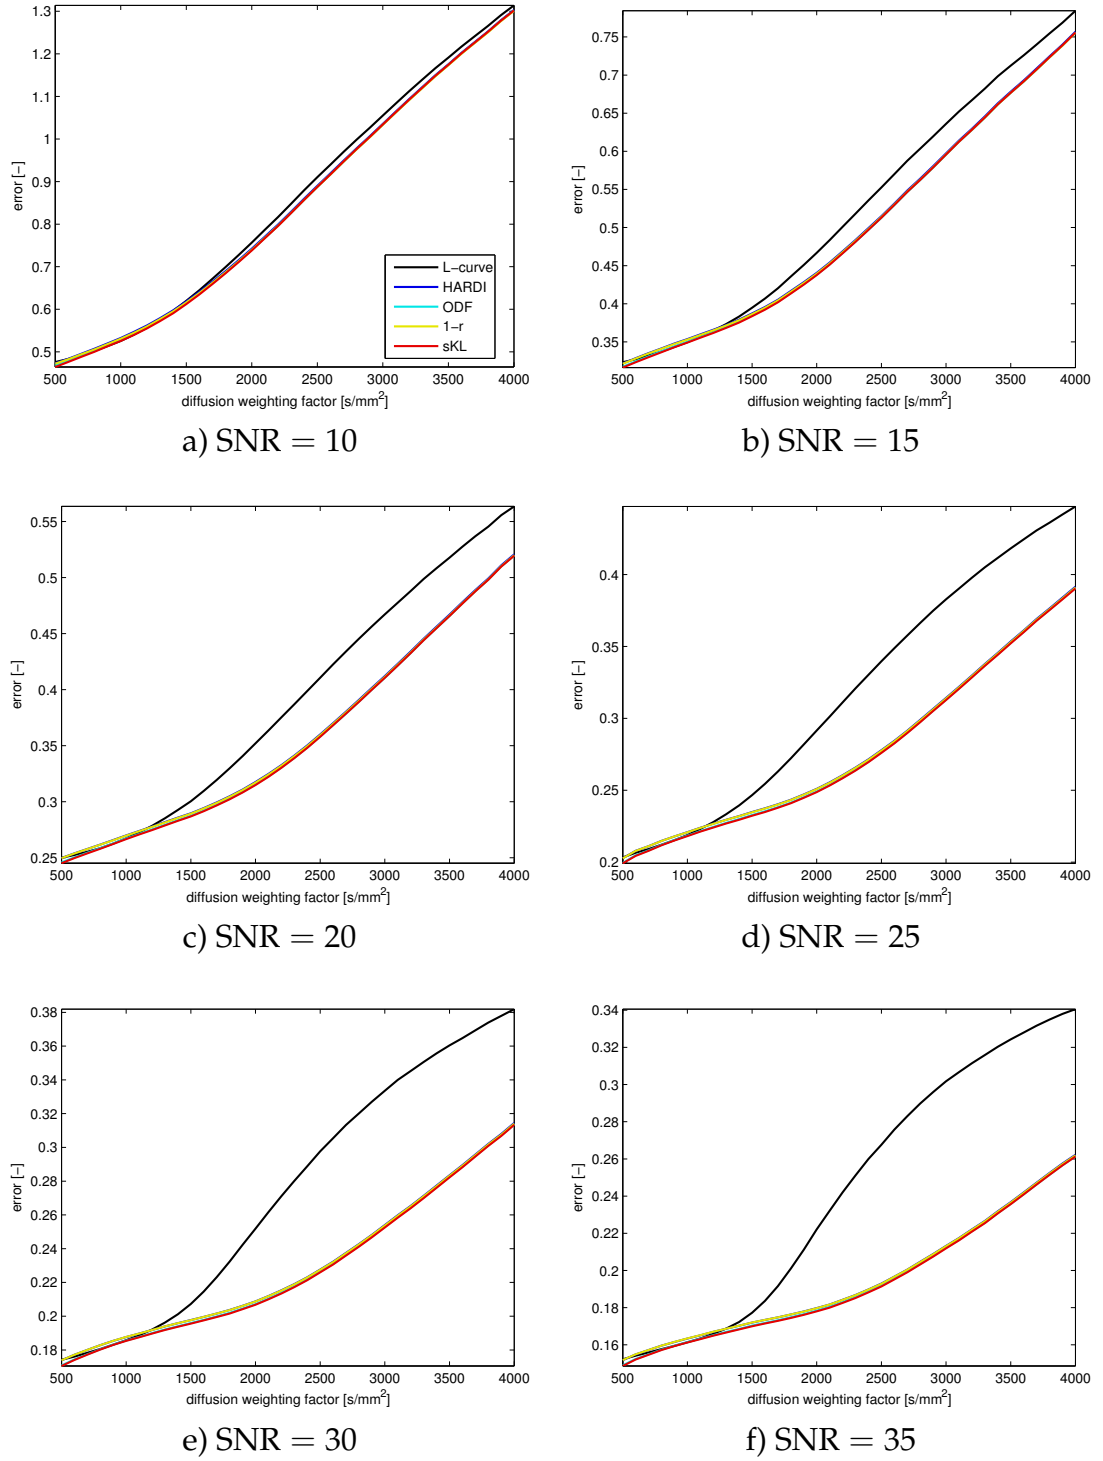 1.3
1.2
1.1
1
0.9
0.8
0.7
0.6
0.5
error [−]
500 1000 1500 2000 2500 3000 3500 4000
diffusion weighting factor [s/mm²]
L−curve
HARDI
ODF
1−r
sKL
a) SNR = 10
0.75
0.7
0.65
0.6
0.55
0.5
0.45
0.4
0.35
error [−]
500 1000 1500 2000 2500 3000 3500 4000
diffusion weighting factor [s/mm²]
b) SNR = 15
0.55
0.5
0.45
0.4
0.35
0.3
0.25
error [−]
500 1000 1500 2000 2500 3000 3500 4000
diffusion weighting factor [s/mm²]
c) SNR = 20
0.4
0.35
0.3
0.25
0.2
error [−]
500 1000 1500 2000 2500 3000 3500 4000
diffusion weighting factor [s/mm²]
d) SNR = 25
0.38
0.36
0.34
0.32
0.3
0.28
0.26
0.24
0.22
0.2
0.18
error [−]
500 1000 1500 2000 2500 3000 3500 4000
diffusion weighting factor [s/mm²]
e) SNR = 30
0.34
0.32
0.3
0.28
0.26
0.24
0.22
0.2
0.18
0.16
error [−]
500 1000 1500 2000 2500 3000 3500 4000
diffusion weighting factor [s/mm²]
f) SNR = 35